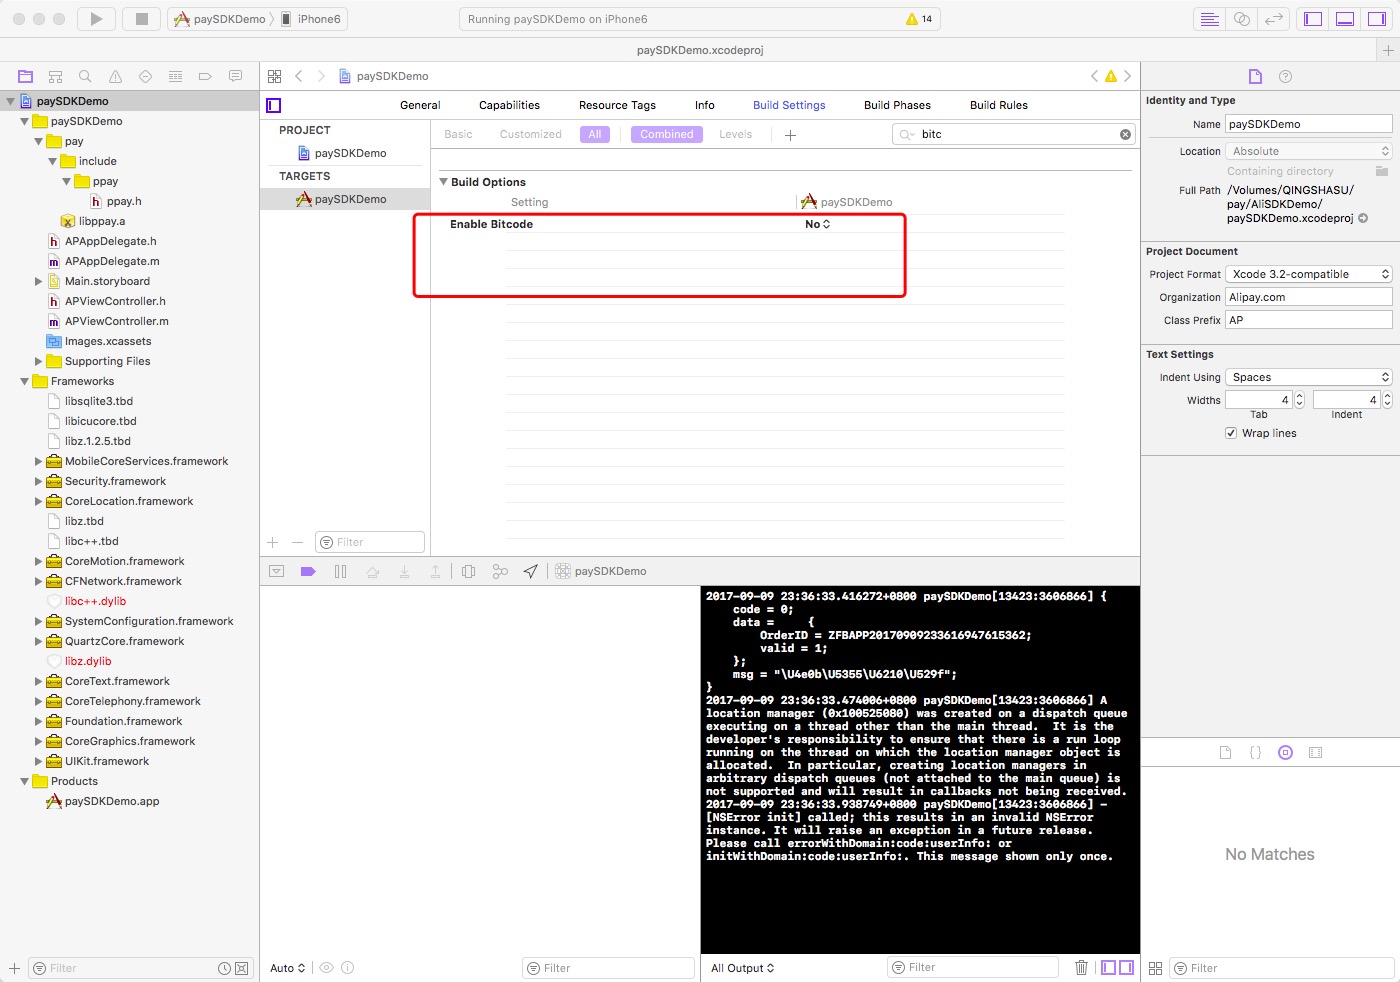 paySDKDemo
iPhone6
Running paySDKDemo on iPhone6
14
paySDKDemo.xcodeproj
paySDKDemo
paySDKDemo
pay
include
ppay
ppay.h
libppay.a
APAppDelegate.h
APAppDelegate.m
Main.storyboard
APViewController.h
APViewController.m
Images.xcassets
Supporting Files
Frameworks
libsqlite3.tbd
libicucore.tbd
libz.1.2.5.tbd
MobileCoreServices.framework
Security.framework
CoreLocation.framework
libz.tbd
libc++.tbd
CoreMotion.framework
CFNetwork.framework
libc++.dylib
SystemConfiguration.framework
QuartzCore.framework
libz.dylib
CoreText.framework
CoreTelephony.framework
Foundation.framework
CoreGraphics.framework
UIKit.framework
Products
paySDKDemo.app
Filter
paySDKDemo
General Capabilities Resource Tags Info Build Settings Build Phases Build Rules
PROJECT
paySDKDemo
TARGETS
paySDKDemo
Filter
Basic Customized All Combined Levels + bitc
Build Options
Setting paySDKDemo
Enable Bitcode No
paySDKDemo
2017-09-09 23:36:33.416272+0800 paySDKDemo[13423:3606866] {
code = 0;
data = {
OrderID = ZFBAPP20170909233616947615362;
valid = 1;
};
msg = "\U4e0b\U5355\U6210\U529f";
}
2017-09-09 23:36:33.474006+0800 paySDKDemo[13423:3606866] A
location manager (0x100525080) was created on a dispatch queue
executing on a thread other than the main thread. It is the
developer's responsibility to ensure that there is a run loop
running on the thread on which the location manager object is
allocated. In particular, creating location managers in
arbitrary dispatch queues (not attached to the main queue) is
not supported and will result in callbacks not being received.
2017-09-09 23:36:33.938749+0800 paySDKDemo[13423:3606866] -
[NSError init] called; this results in an invalid NSError
instance. It will raise an exception in a future release.
Please call errorWithDomain:code:userInfo: or
initWithDomain:code:userInfo:. This message shown only once.
Auto
Filter
All Output
Filter
Identity and Type
Name paySDKDemo
Location Absolute
Containing directory
Full Path /Volumes/QINGSHASU/
pay/AliSDKDemo/
paySDKDemo.xcodeproj
Project Document
Project Format Xcode 3.2-compatible
Organization Alipay.com
Class Prefix AP
Text Settings
Indent Using Spaces
Widths 4 4
Tab Indent
Wrap lines
No Matches
Filter